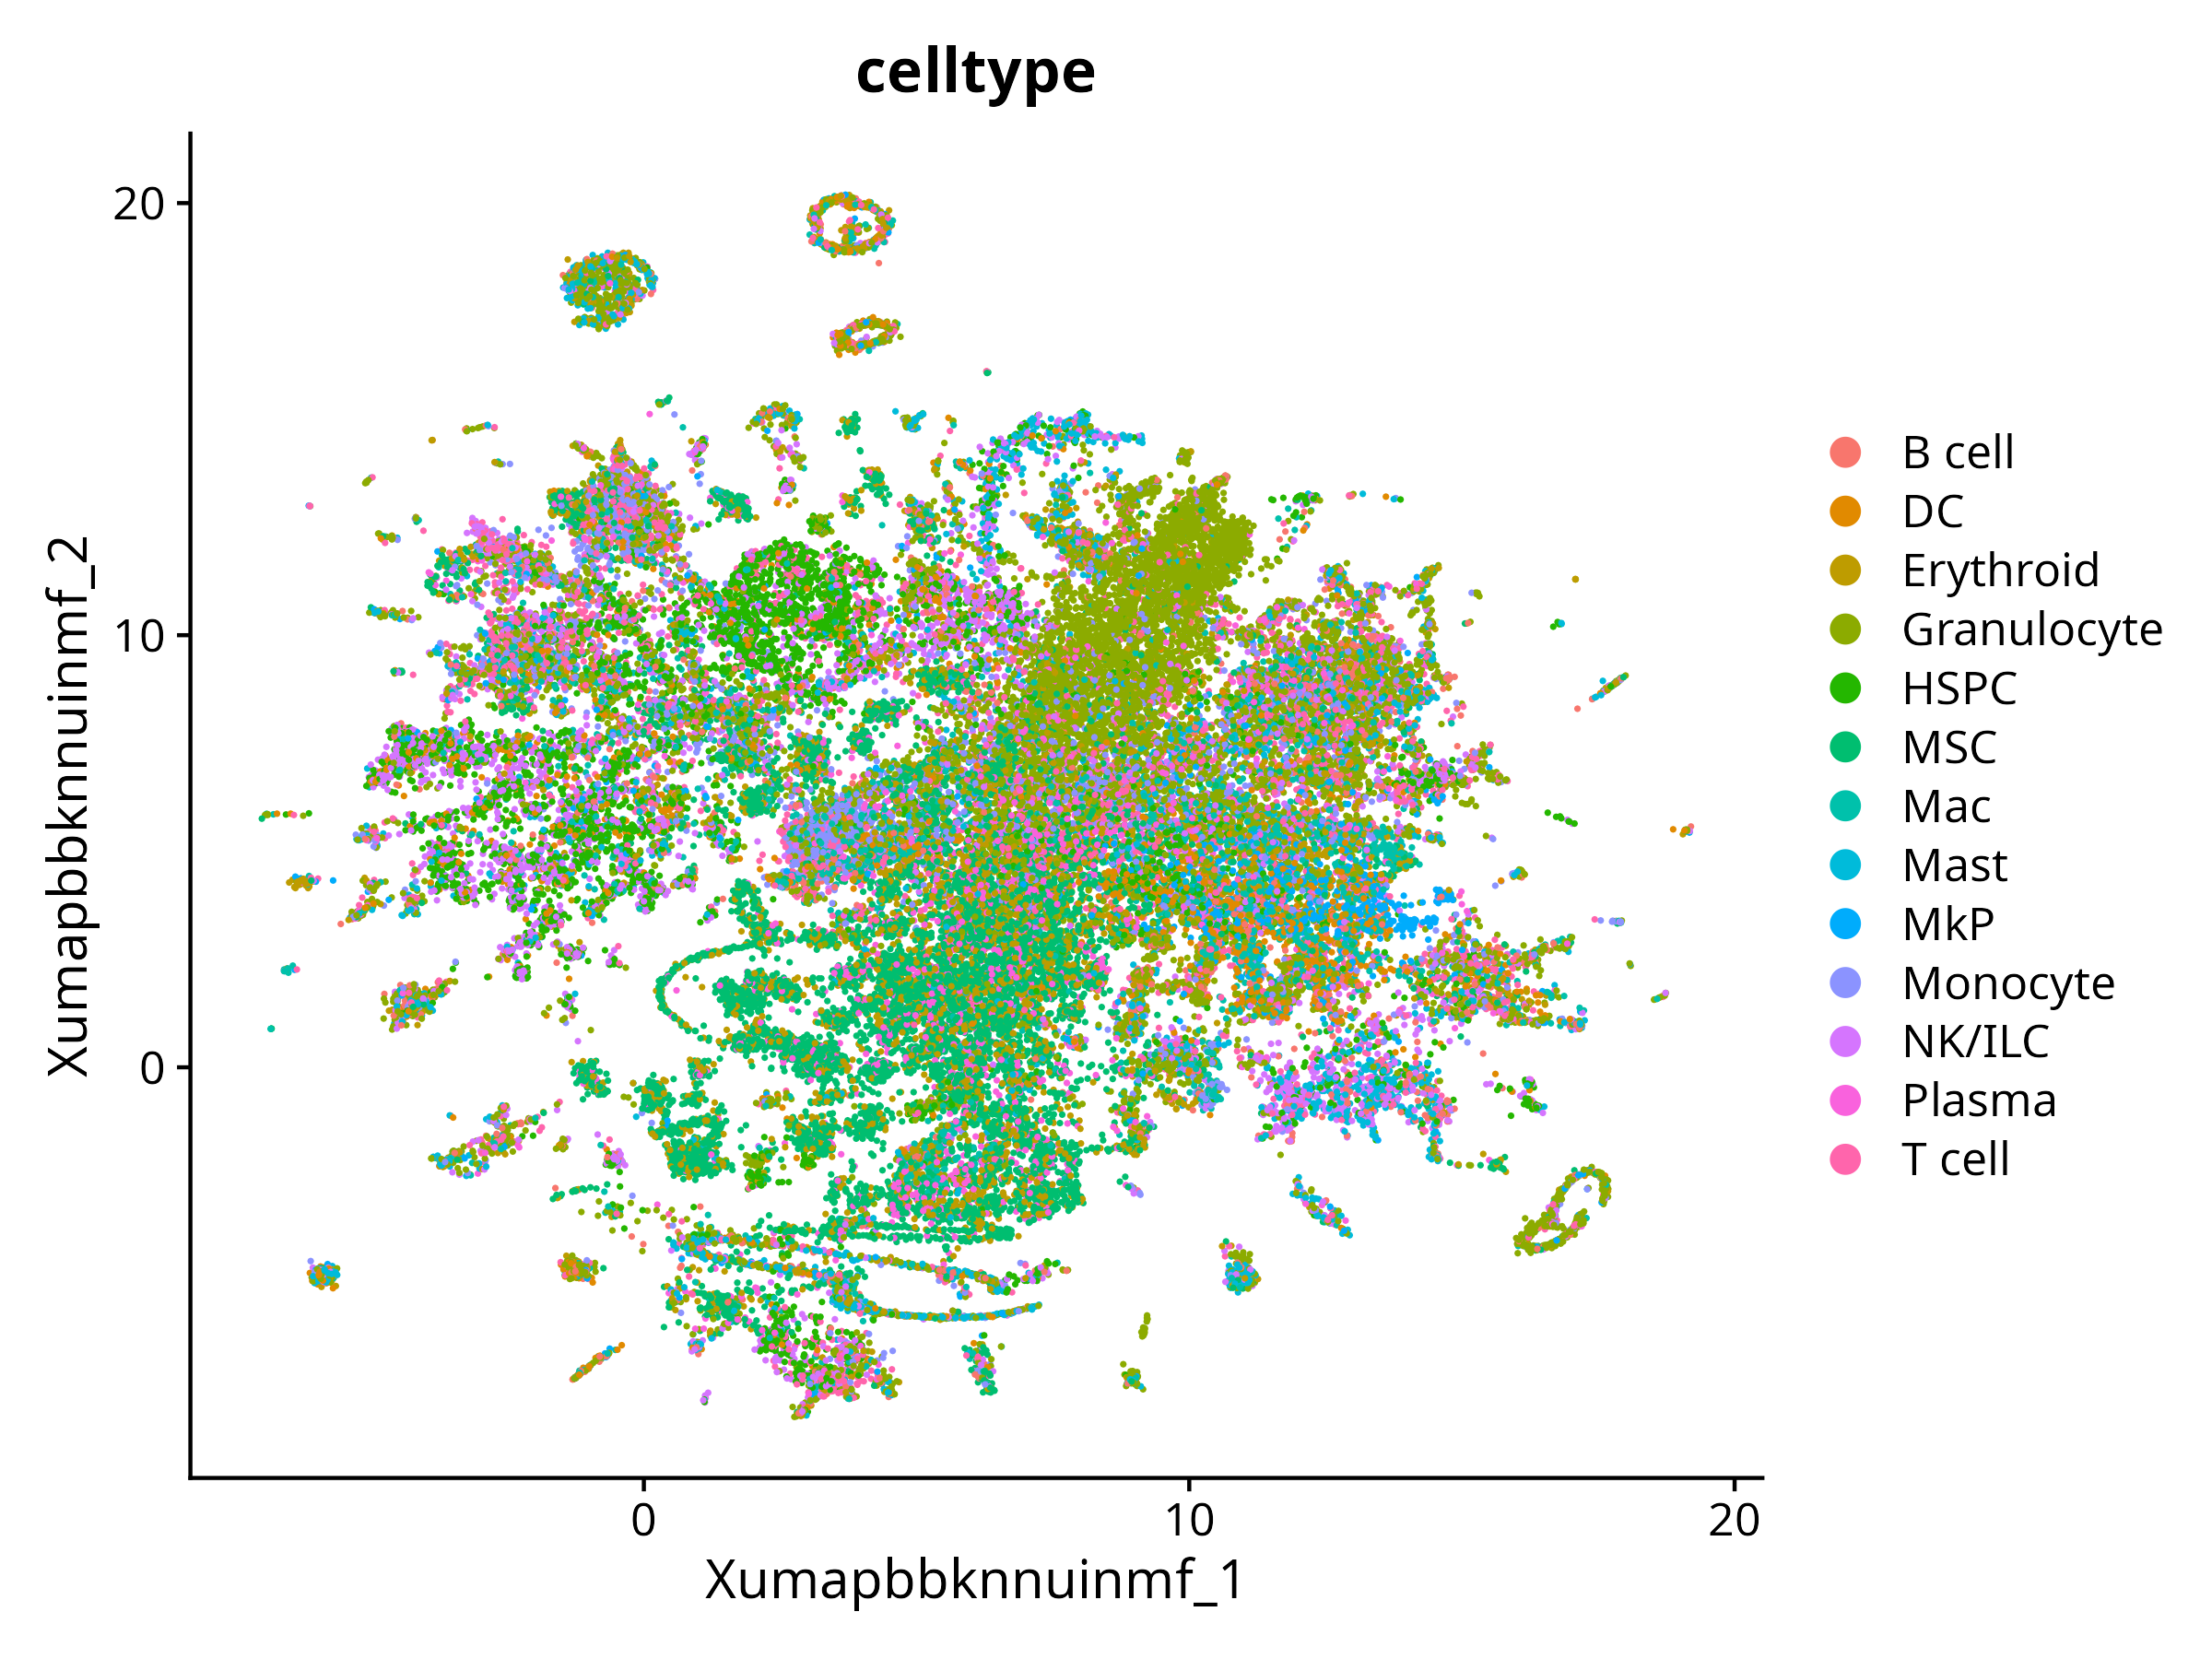 celltype
Xumapbbknnuinmf_2
20
10
0
0
10
20
Xumapbbknnuinmf_1
B cell
DC
Erythroid
Granulocyte
HSPC
MSC
Mac
Mast
MkP
Monocyte
NK/ILC
Plasma
T cell